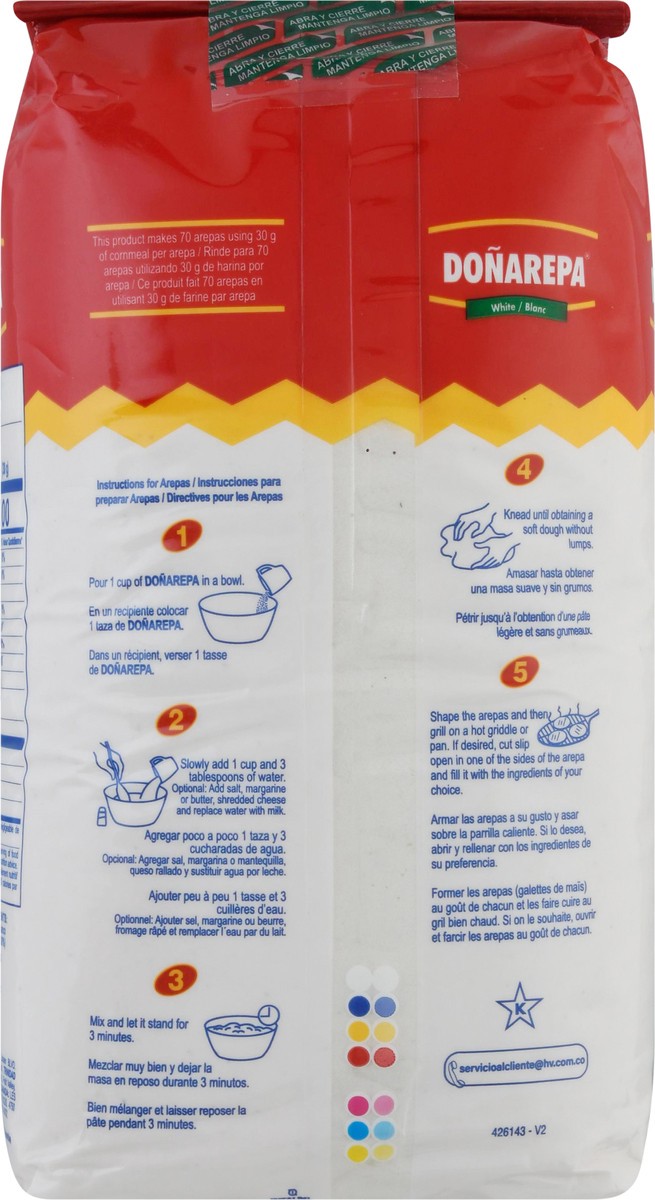 ABRA Y CIERRE
MANTENGA LIMPIO
ABRA Y CIERRE
MANTENGA LIMPIO
ABRA Y CIERRE
This product makes 70 arepas using 30 g
of cornmeal per arepa / Rinde para 70
arepas utilizando 30 g de harina por
arepa / Ce produit fait 70 arepas en
utilisant 30 g de farine par arepa
DOÑAREPA
White / Blanc
Instructions for Arepas / Instrucciones para
preparar Arepas / Directives pour les Arepas
1
Pour 1 cup of DOÑAREPA in a bowl.
En un recipiente colocar
1 taza de DOÑAREPA.
Dans un récipient, verser 1 tasse
de DOÑAREPA.
2
Slowly add 1 cup and 3
tablespoons of water.
Optional: Add salt, margarine
or butter, shredded cheese
and replace water with milk.
Agregar poco a poco 1 taza y 3
cucharadas de agua.
Opcional: Agregar sal, margarina o mantequilla,
queso rallado y sustituir agua por leche.
Ajouter peu à peu 1 tasse et 3
cuillères d'eau.
Optionnel: Ajouter sel, margarine ou beurre,
fromage râpé et remplacer l'eau par du lait.
3
Mix and let it stand for
3 minutes.
Mezclar muy bien y dejar la
masa en reposo durante 3 minutos.
Bien mélanger et laisser reposer la
pâte pendant 3 minutes.
4
Knead until obtaining a
soft dough without
lumps.
Amasar hasta obtener
una masa suave y sin grumos.
Pétrir jusqu'à l'obtention d'une pâte
légère et sans grumeaux.
5
Shape the arepas and then
grill on a hot griddle or
pan. If desired, cut slip
open in one of the sides of the arepa
and fill it with the ingredients of your
choice.
Armar las arepas a su gusto y asar
sobre la parrilla caliente. Si lo desea,
abrir y rellenar con los ingredientes de
su preferencia.
Former les arepas (galettes de maïs)
au goût de chacun et les faire cuire au
gril bien chaud. Si on le souhaite, ouvrir
et farcir les arepas au goût de chacun.
K
servicioalcliente@hv.com.co
426143 - V2